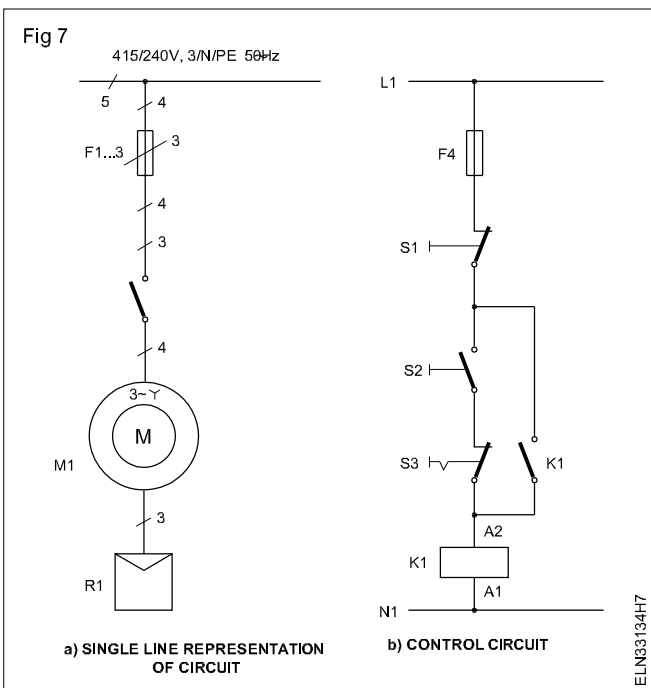 Fig 7
415/240V, 3/N/PE 50Hz
5
4
F1...3
3
4
3
4
3~
M
M1
3
R1
a) SINGLE LINE REPRESENTATION
OF CIRCUIT
L1
F4
S1
S2
S3
K1
A2
K1
A1
N1
b) CONTROL CIRCUIT
ELN33134H7